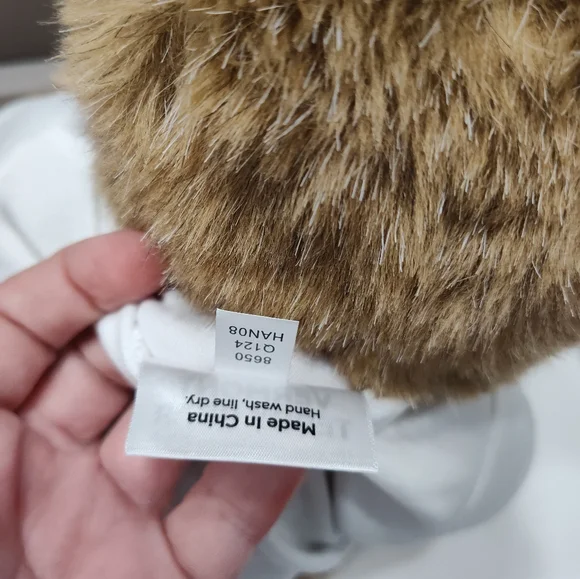 Made In China
Hand wash, line dry.
8650
Q124
HAN08